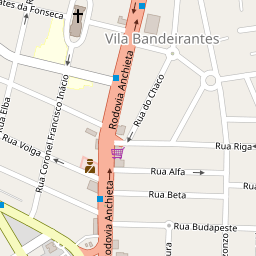 ates da Fonseca
Vila Bandeirantes
Rua Elba
Rua Coronel Francisco Inácio
Rodovia Anchieta
Rua do Chaco
Rua Volga
Rua Riga
Rua Alfa
Rodovia Anchieta
Rua Beta
Rua Budapeste